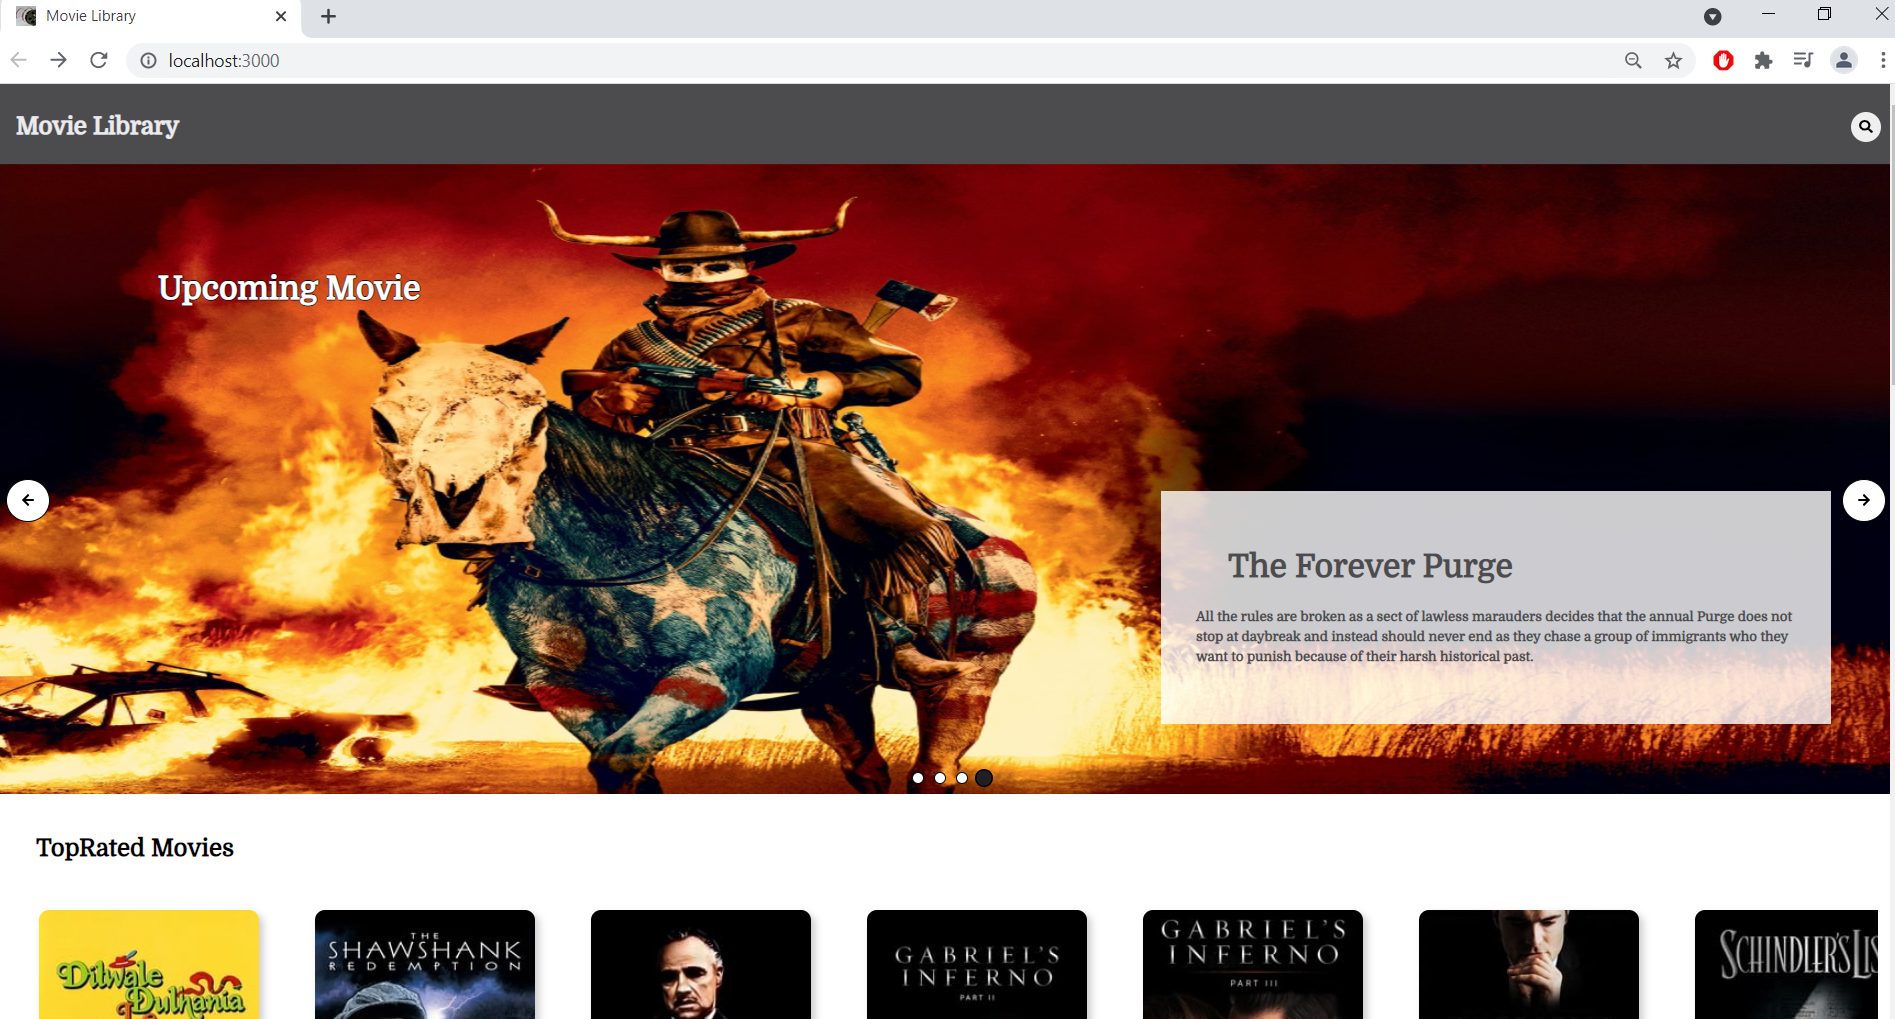 Movie Library
localhost:3000
Movie Library
Upcoming Movie
The Forever Purge
All the rules are broken as a sect of lawless marauders decides that the annual Purge does not
stop at daybreak and instead should never end as they chase a group of immigrants who they
want to punish because of their harsh historical past.
TopRated Movies
Dilwale
Dulhania
THE
SHAWSHANK
REDEMPTION
GABRIEL'S
INFERNO
PART II
GABRIEL'S
INFERNO
PART III
SCHINDLER'S LIS